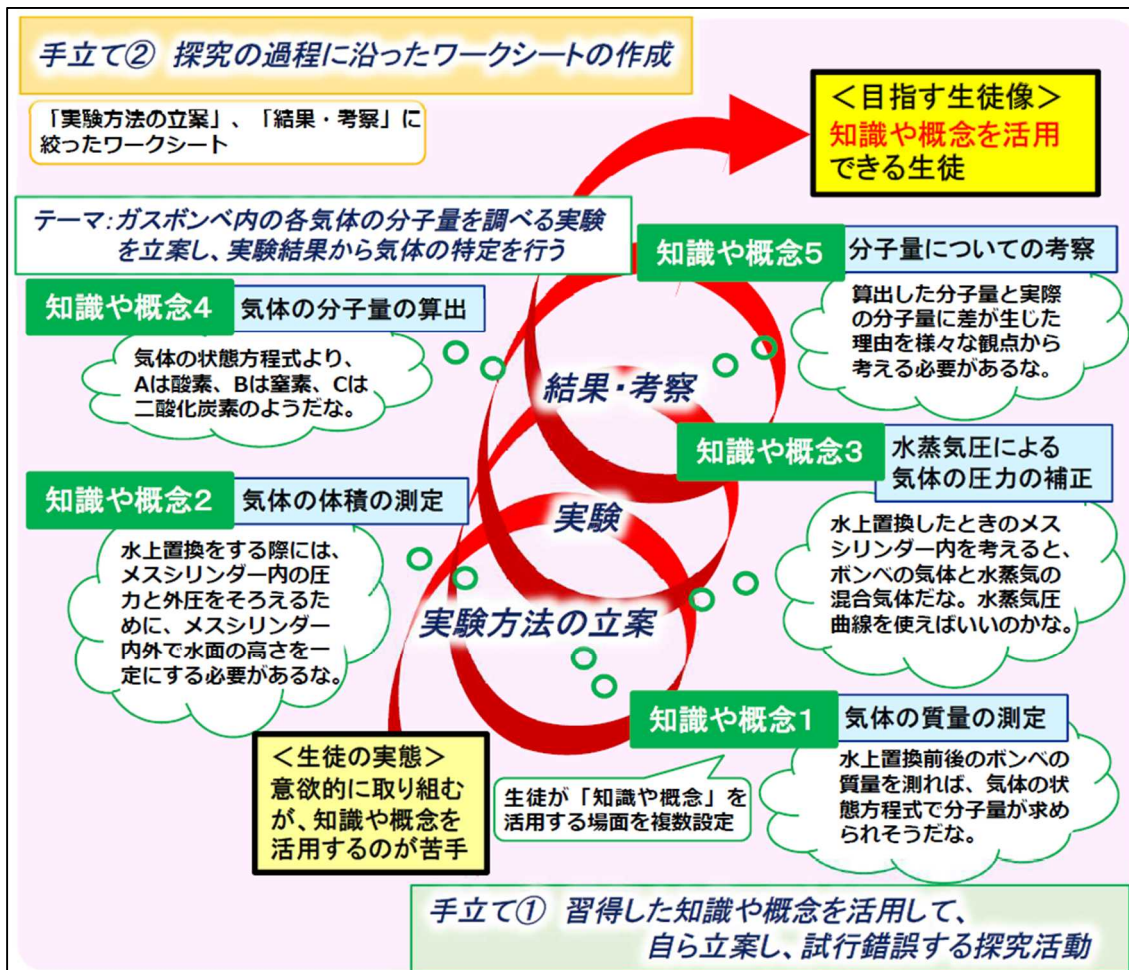 手立て② 探究の過程に沿ったワークシートの作成
「実験方法の立案」、「結果・考察」に
絞ったワークシート
＜目指す生徒像＞
知識や概念を活用
できる生徒
テーマ：ガスボンベ内の各気体の分子量を調べる実験
を立案し、実験結果から気体の特定を行う
知識や概念5
分子量についての考察
算出した分子量と実際
の分子量に差が生じた
理由を様々な観点から
考える必要があるな。
知識や概念4
気体の分子量の算出
気体の状態方程式より、
Aは酸素、Bは窒素、Cは
二酸化炭素のようだな。
結果・考察
知識や概念3
水蒸気圧による
気体の圧力の補正
水上置換したときのメス
シリンダー内を考えると、
ボンベの気体と水蒸気の
混合気体だな。水蒸気圧
曲線を使えばいいのかな。
知識や概念2
気体の体積の測定
水上置換をする際には、
メスシリンダー内の圧
力と外圧をそろえるた
めに、メスシリンダー
内外で水面の高さを一
定にする必要があるな。
実験
実験方法の立案
知識や概念1
気体の質量の測定
水上置換前後のボンベの
質量を測れば、気体の状
態方程式で分子量が求め
られそうだな。
＜生徒の実態＞
意欲的に取り組む
が、知識や概念を
活用するのが苦手
生徒が「知識や概念」を
活用する場面を複数設定
手立て① 習得した知識や概念を活用して、
自ら立案し、試行錯誤する探究活動